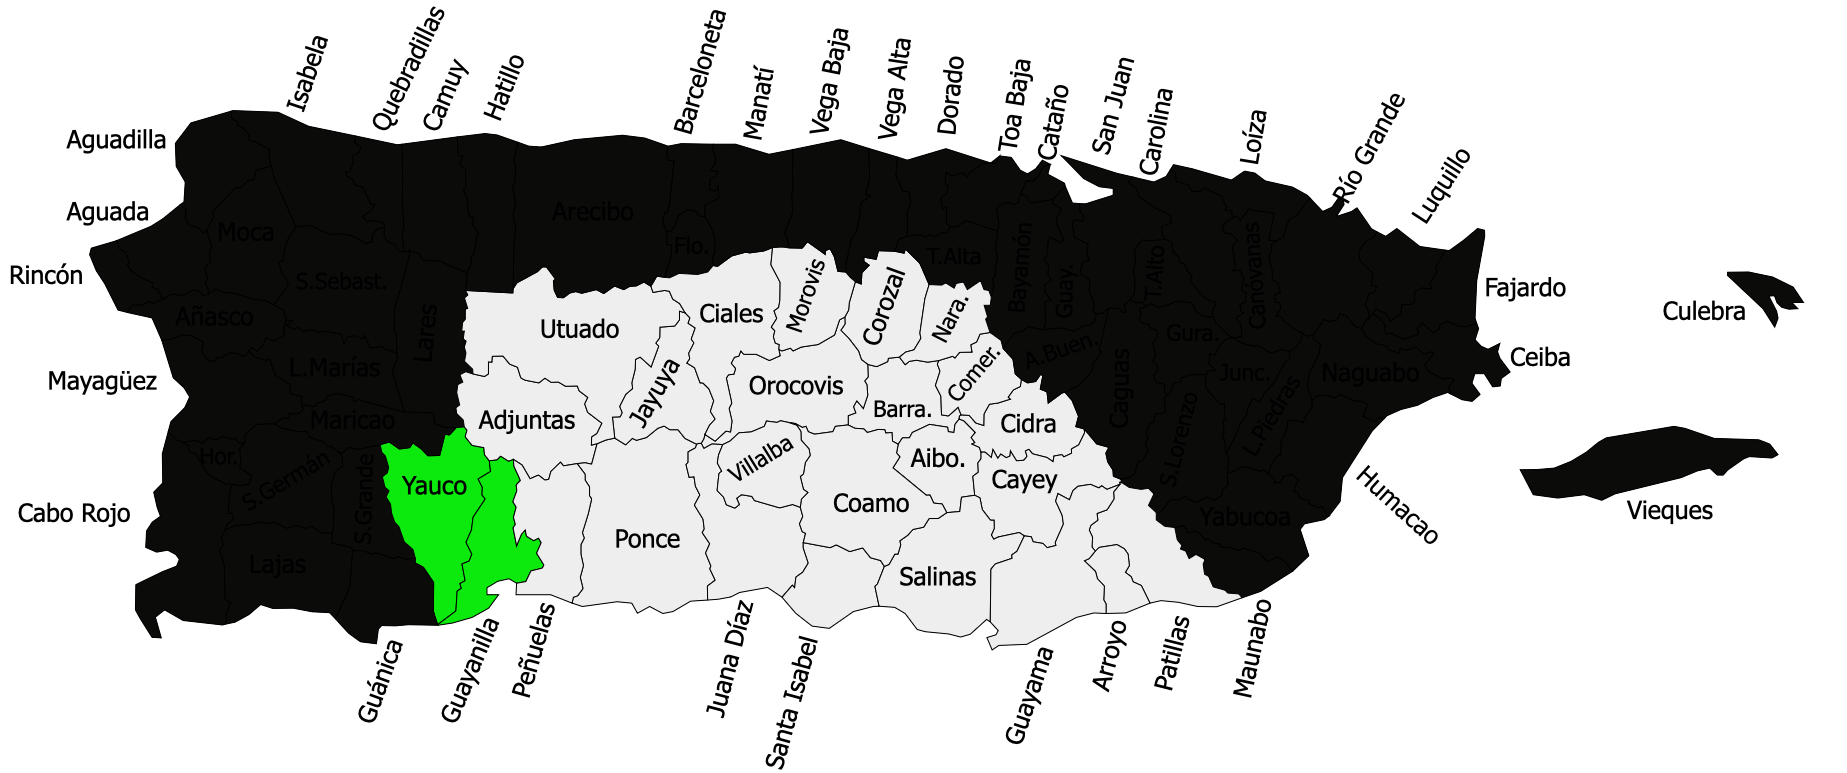 Isabela
Quebradillas
Camuy
Hatillo
Barceloneta
Manatí
Vega Baja
Vega Alta
Dorado
Toa Baja
Cataño
San Juan
Carolina
Loíza
Río Grande
Luquillo
Aguadilla
Aguada
Rincón
Mayagüez
Cabo Rojo
Moca
Arecibo
Flo.
T.Alta
Bayamón
Guay.
T.Alto
Canóvanas
S.Sebast.
Añasco
Lares
L.Marías
Maricao
Hor.
S.Germán
S.Grande
Lajas
Utuado
Ciales
Morovis
Corozal
Nara.
A.Buen.
Caguas
Gura.
Junc.
L.Piedras
Naguabo
Fajardo
Ceiba
Culebra
Vieques
Adjuntas
Jayuya
Orocovis
Barra.
Comer.
Cidra
S.Lorenzo
Yauco
Villalba
Aibo.
Cayey
Coamo
Ponce
Salinas
Yabucoa
Humacao
Guánica
Guayanilla
Peñuelas
Juana Díaz
Santa Isabel
Guayama
Arroyo
Patillas
Maunabo